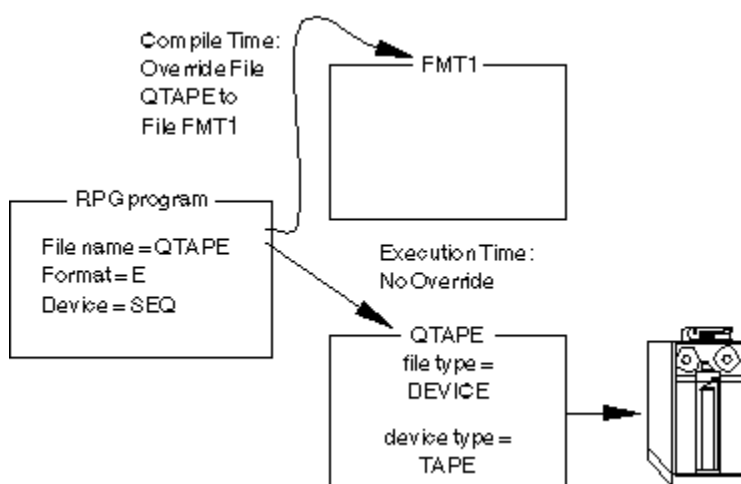 Compile Time:
Override File
QTAPE to
File FMT1
FMT1
RPG program
File name = QTAPE
Format = E
Device = SEQ
Execution Time:
No Override
QTAPE
file type =
DEVICE
device type =
TAPE